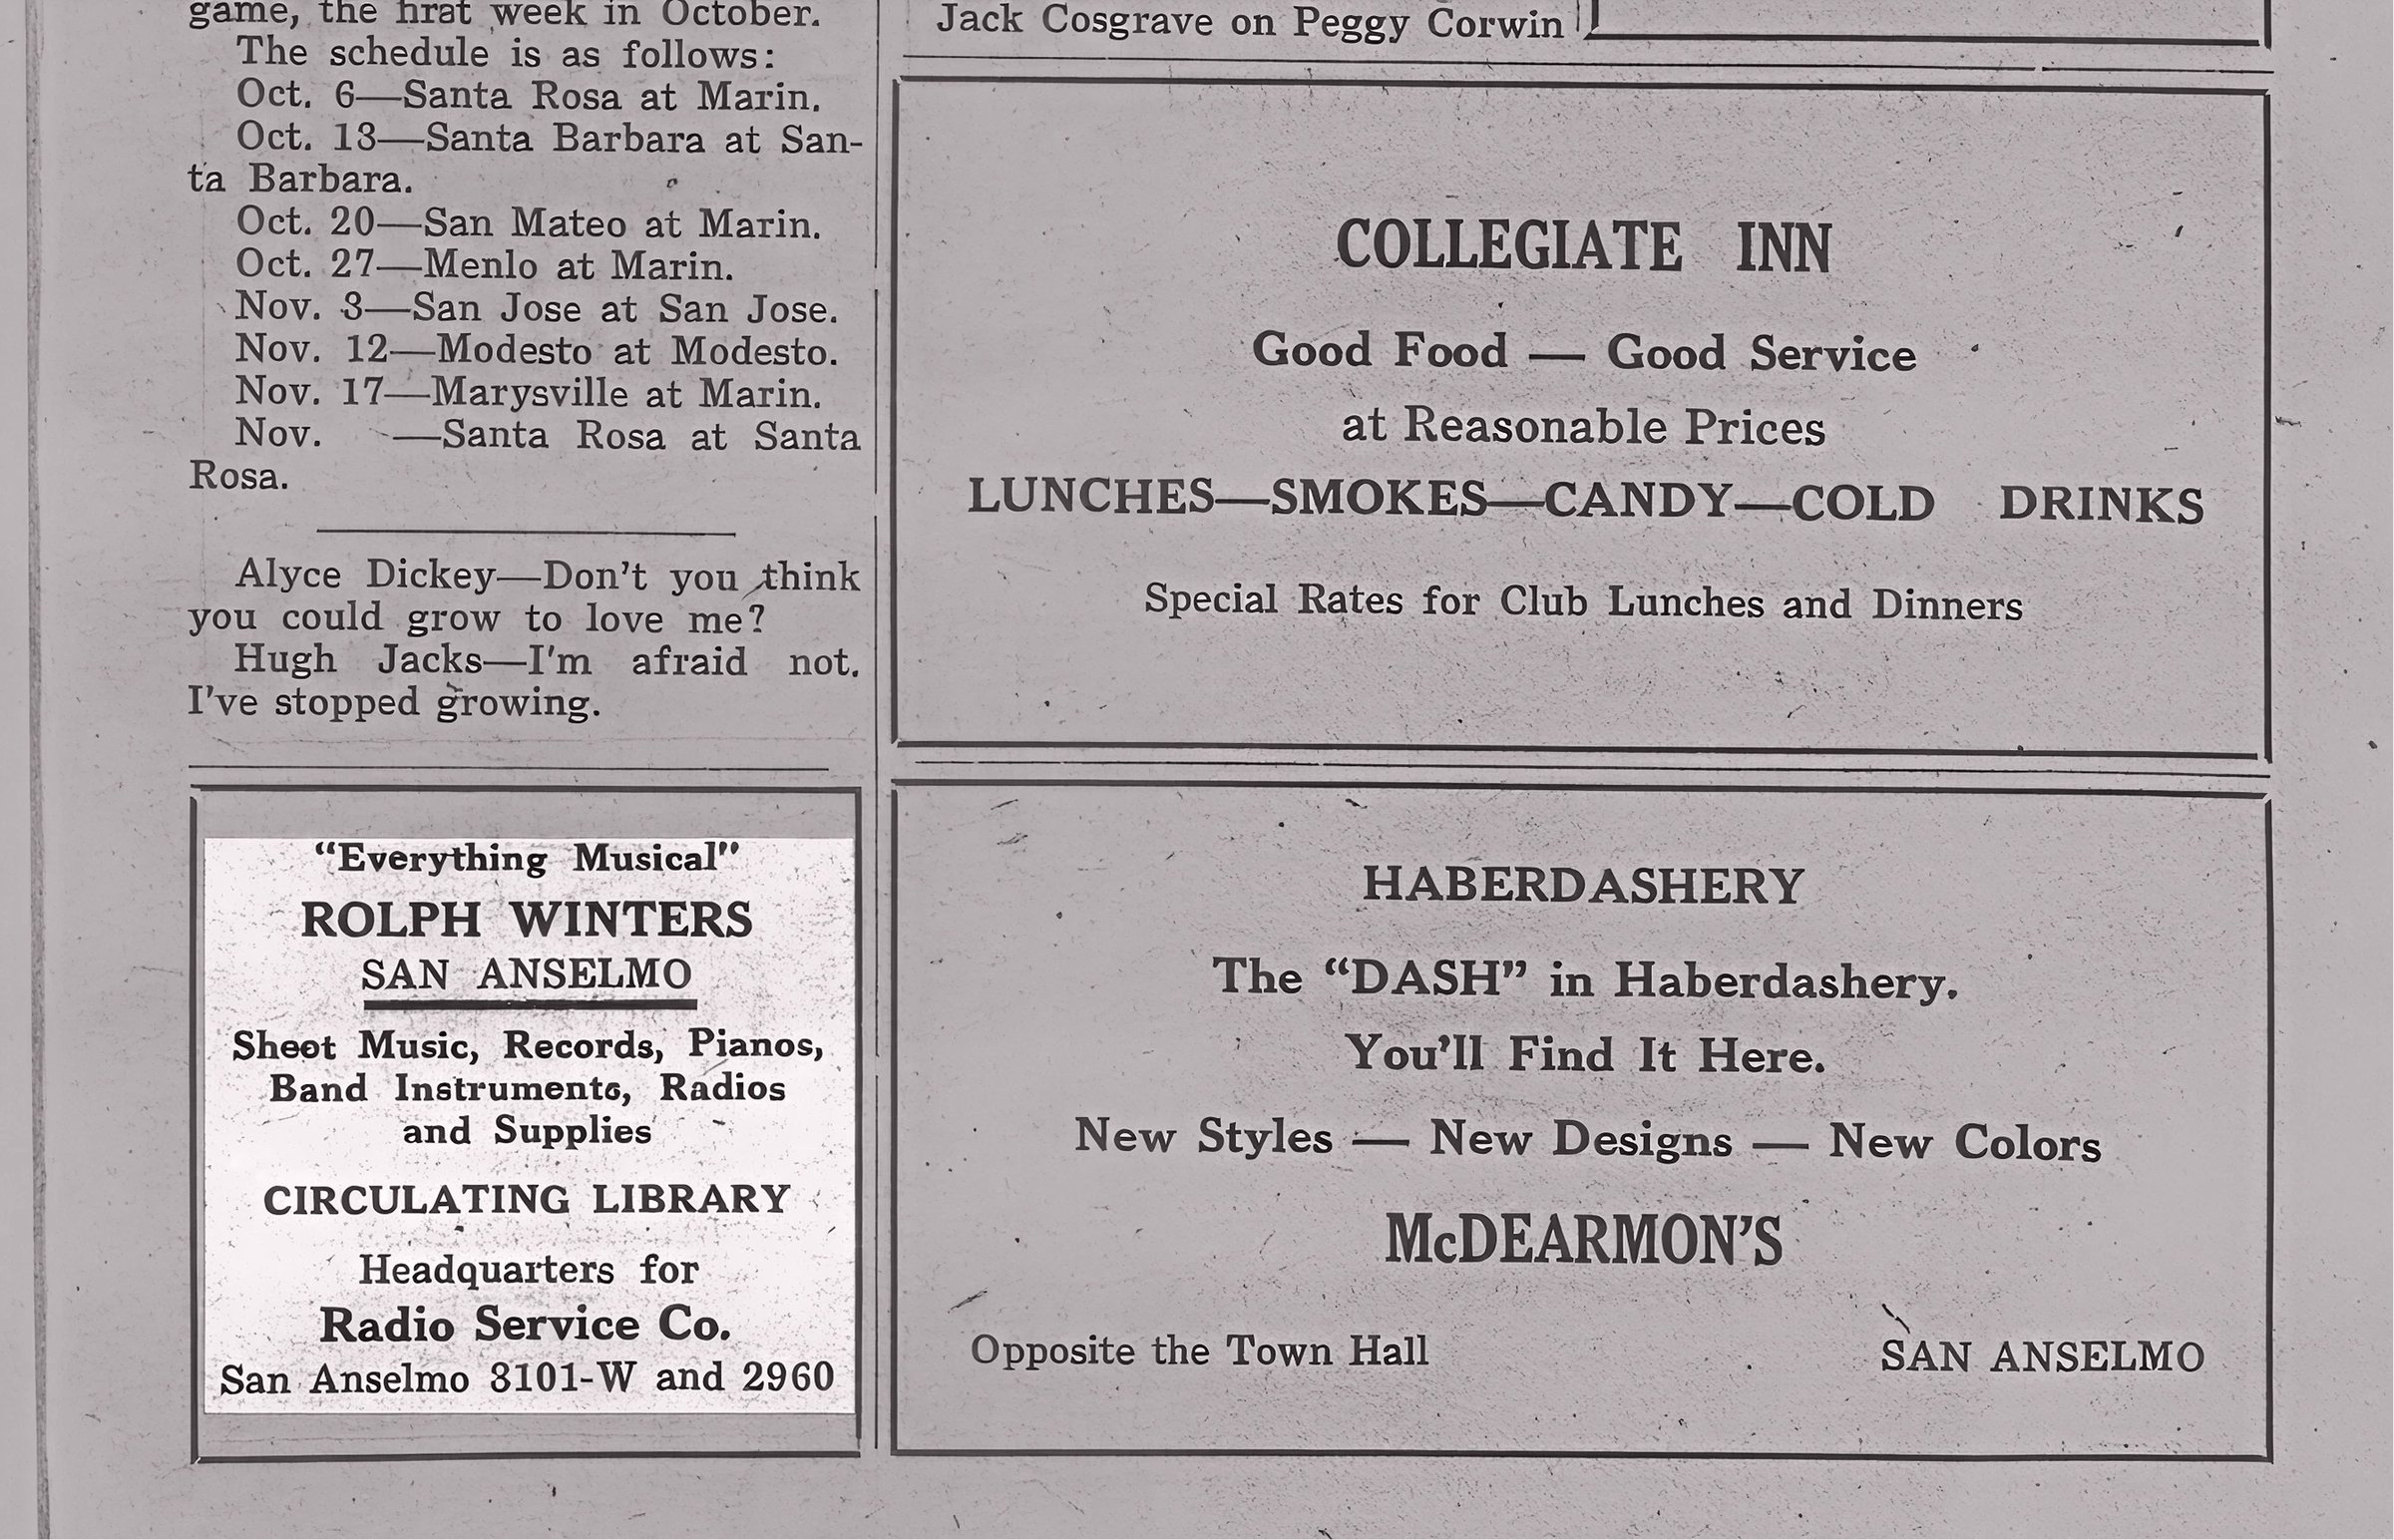 game, the hrat week in October.
The schedule is as follows:
Oct. 6—Santa Rosa at Marin.
Oct. 13—Santa Barbara at San-
ta Barbara.
Oct. 20—San Mateo at Marin.
Oct. 27—Menlo at Marin.
Nov. 3—San Jose at San Jose.
Nov. 12—Modesto at Modesto.
Nov. 17—Marysville at Marin.
Nov. —Santa Rosa at Santa
Rosa.
Alyce Dickey—Don't you think
you could grow to love me?
Hugh Jacks—I'm afraid not.
I've stopped growing.
"Everything Musical"
ROLPH WINTERS
SAN ANSELMO
Sheet Music, Records, Pianos,
Band Instruments, Radios
and Supplies
CIRCULATING LIBRARY
Headquarters for
Radio Service Co.
San Anselmo 3101-W and 2960
Jack Cosgrave on Peggy Corwin
COLLEGIATE INN
Good Food — Good Service
at Reasonable Prices
LUNCHES—SMOKES—CANDY—COLD DRINKS
Special Rates for Club Lunches and Dinners
HABERDASHERY
The "DASH" in Haberdashery.
You'll Find It Here.
New Styles — New Designs — New Colors
McDEARMON'S
Opposite the Town Hall SAN ANSELMO